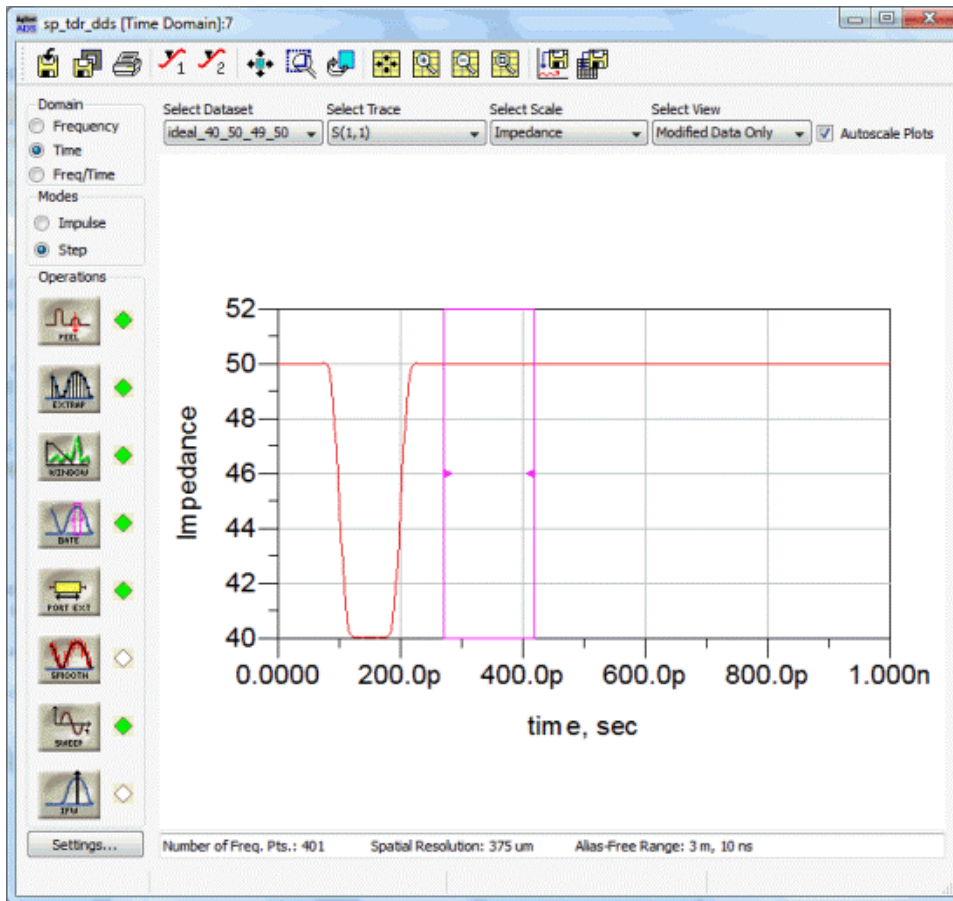 Agilent ADS sp_tdr_dds [Time Domain]:7
Domain
Frequency
Time
Freq/Time
Modes
Impulse
Step
Operations
PEEL
EXTRAP
WINDOW
GATE
PORT EXT
SMOOTH
SWEEP
Settings...
Select Dataset Select Trace Select Scale Select View
ideal_40_50_49_50 S(1,1) Impedance Modified Data Only Autoscale Plots
Impedance
52
50
48
46
44
42
40
0.0000 200.0p 400.0p 600.0p 800.0p 1.000n
time, sec
Number of Freq. Pts.: 401 Spatial Resolution: 375 um Alias-Free Range: 3 m, 10 ns